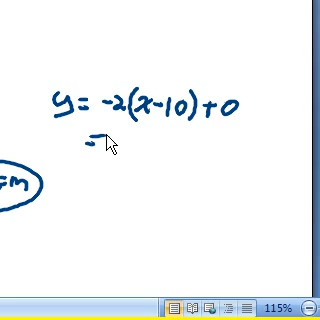 y = -2(x-10)+0
=
=m
115%